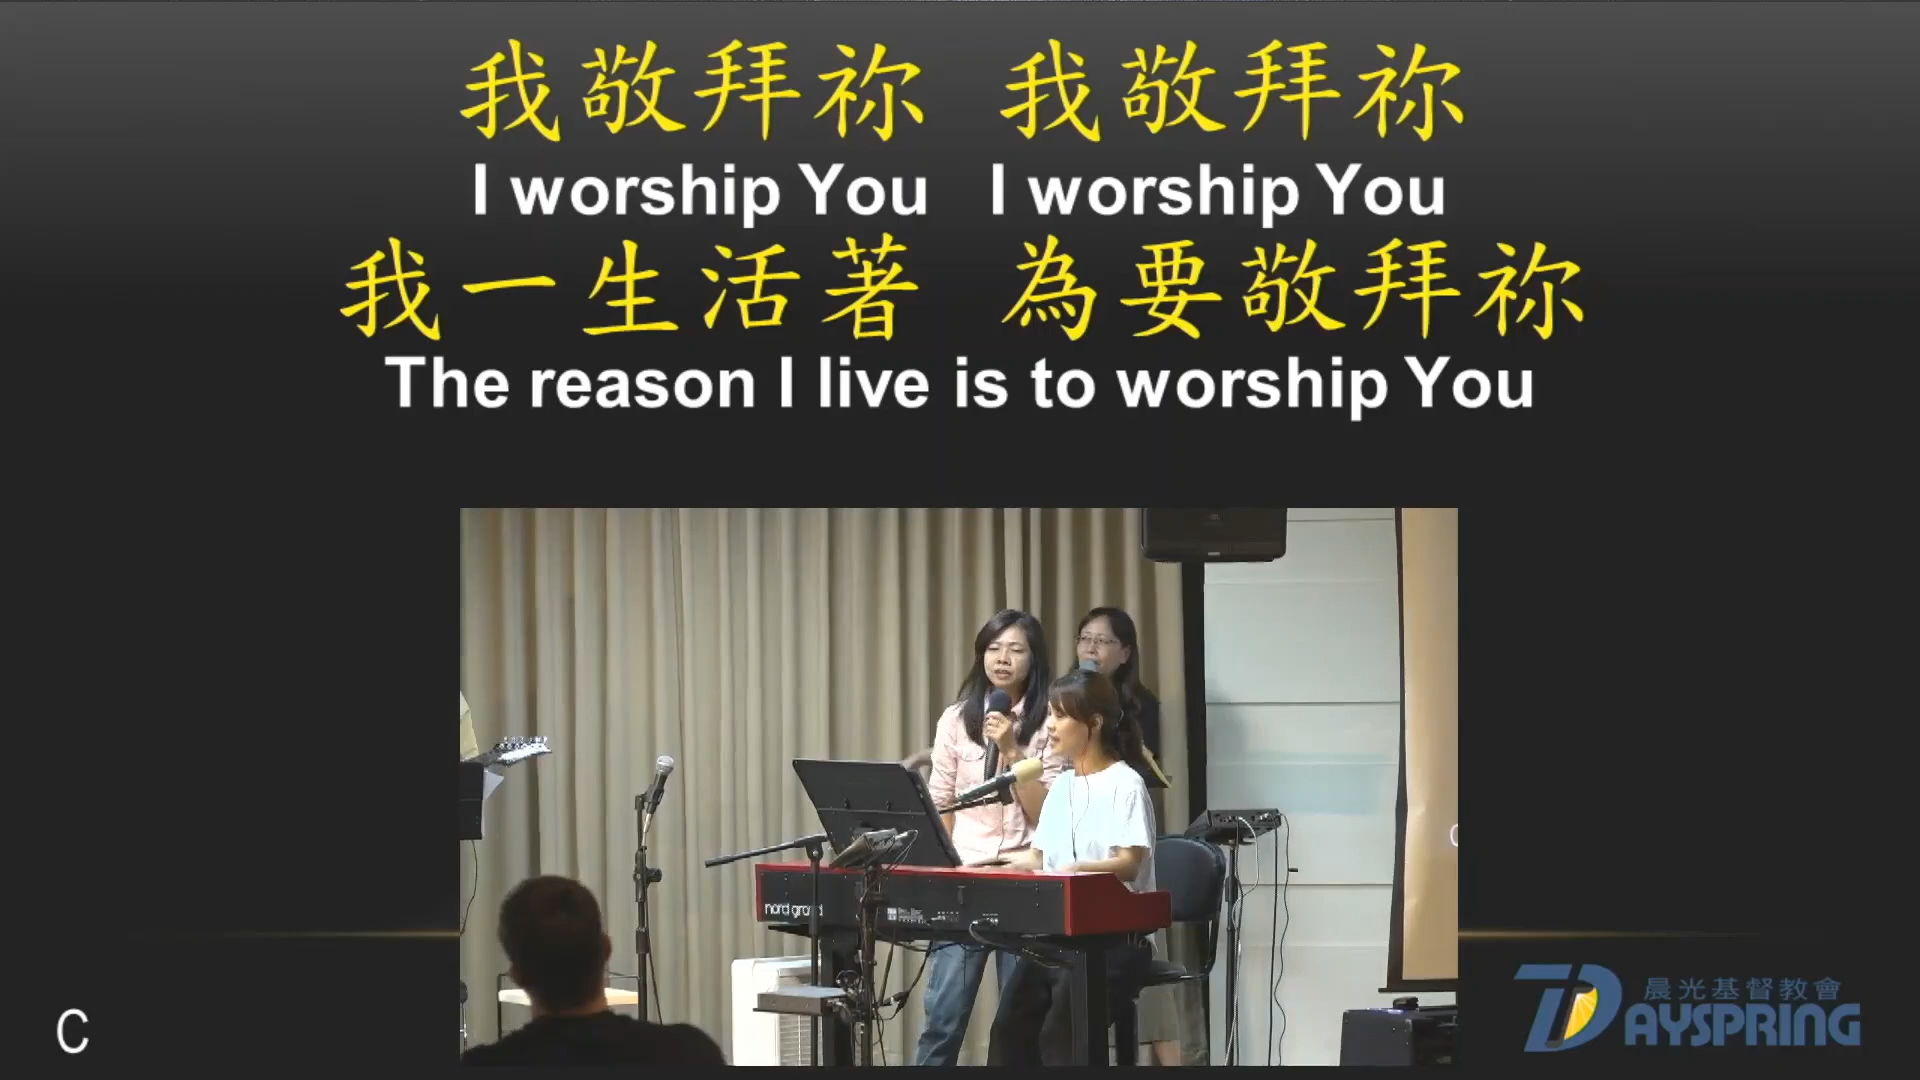 我敬拜祢 我敬拜祢
I worship You I worship You
我一生活著 為要敬拜祢
The reason I live is to worship You
nord grand
C
晨光基督教會
DAYSPRING